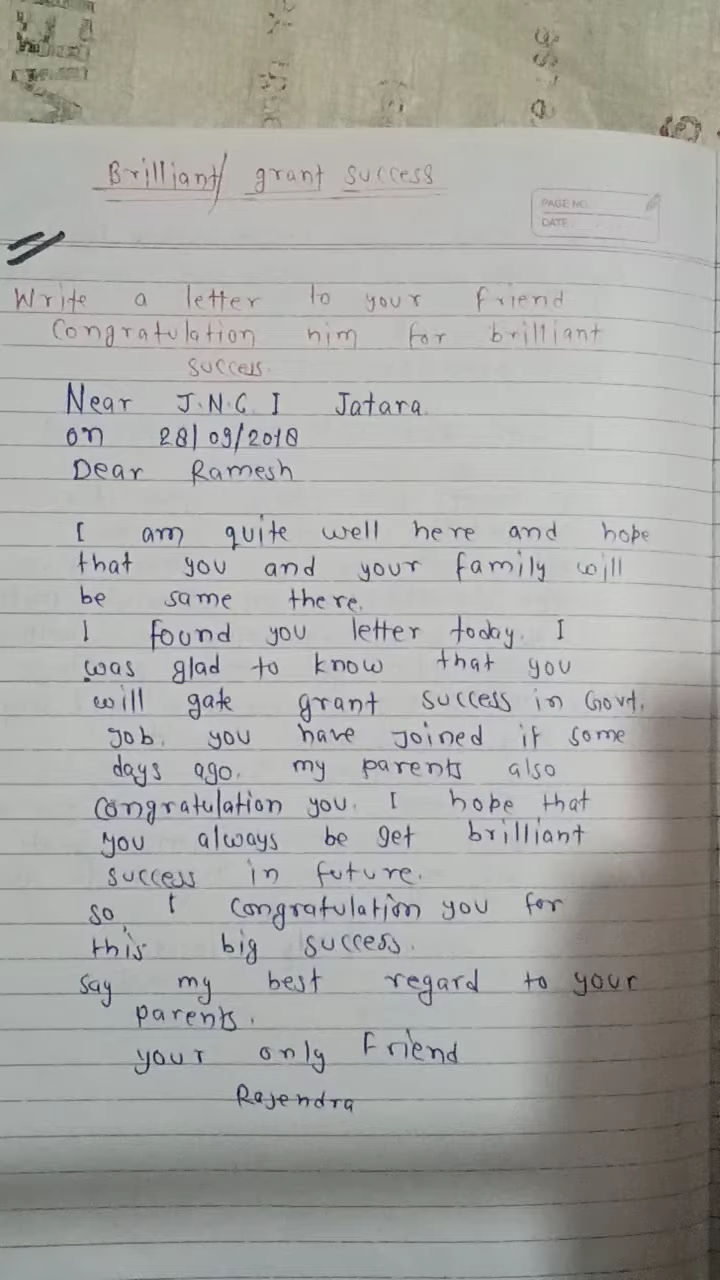 Brilliant/ grant success
PAGE NO.
DATE:
Write a letter to your friend
Congratulation him for brilliant
success.
Near J.N.C. I Jatara
on 28/09/2018
Dear Ramesh
I am quite well here and hope
that you and your family will
be same there.
I found you letter today. I
was glad to know that you
will gate grant success in Govt.
Job. you have Joined it some
days ago. my parents also
congratulation you. I hope that
you always be get brilliant
success in future.
so I congratulation you for
this big success.
say my best regard to your
parents.
your only Friend
Rajendra